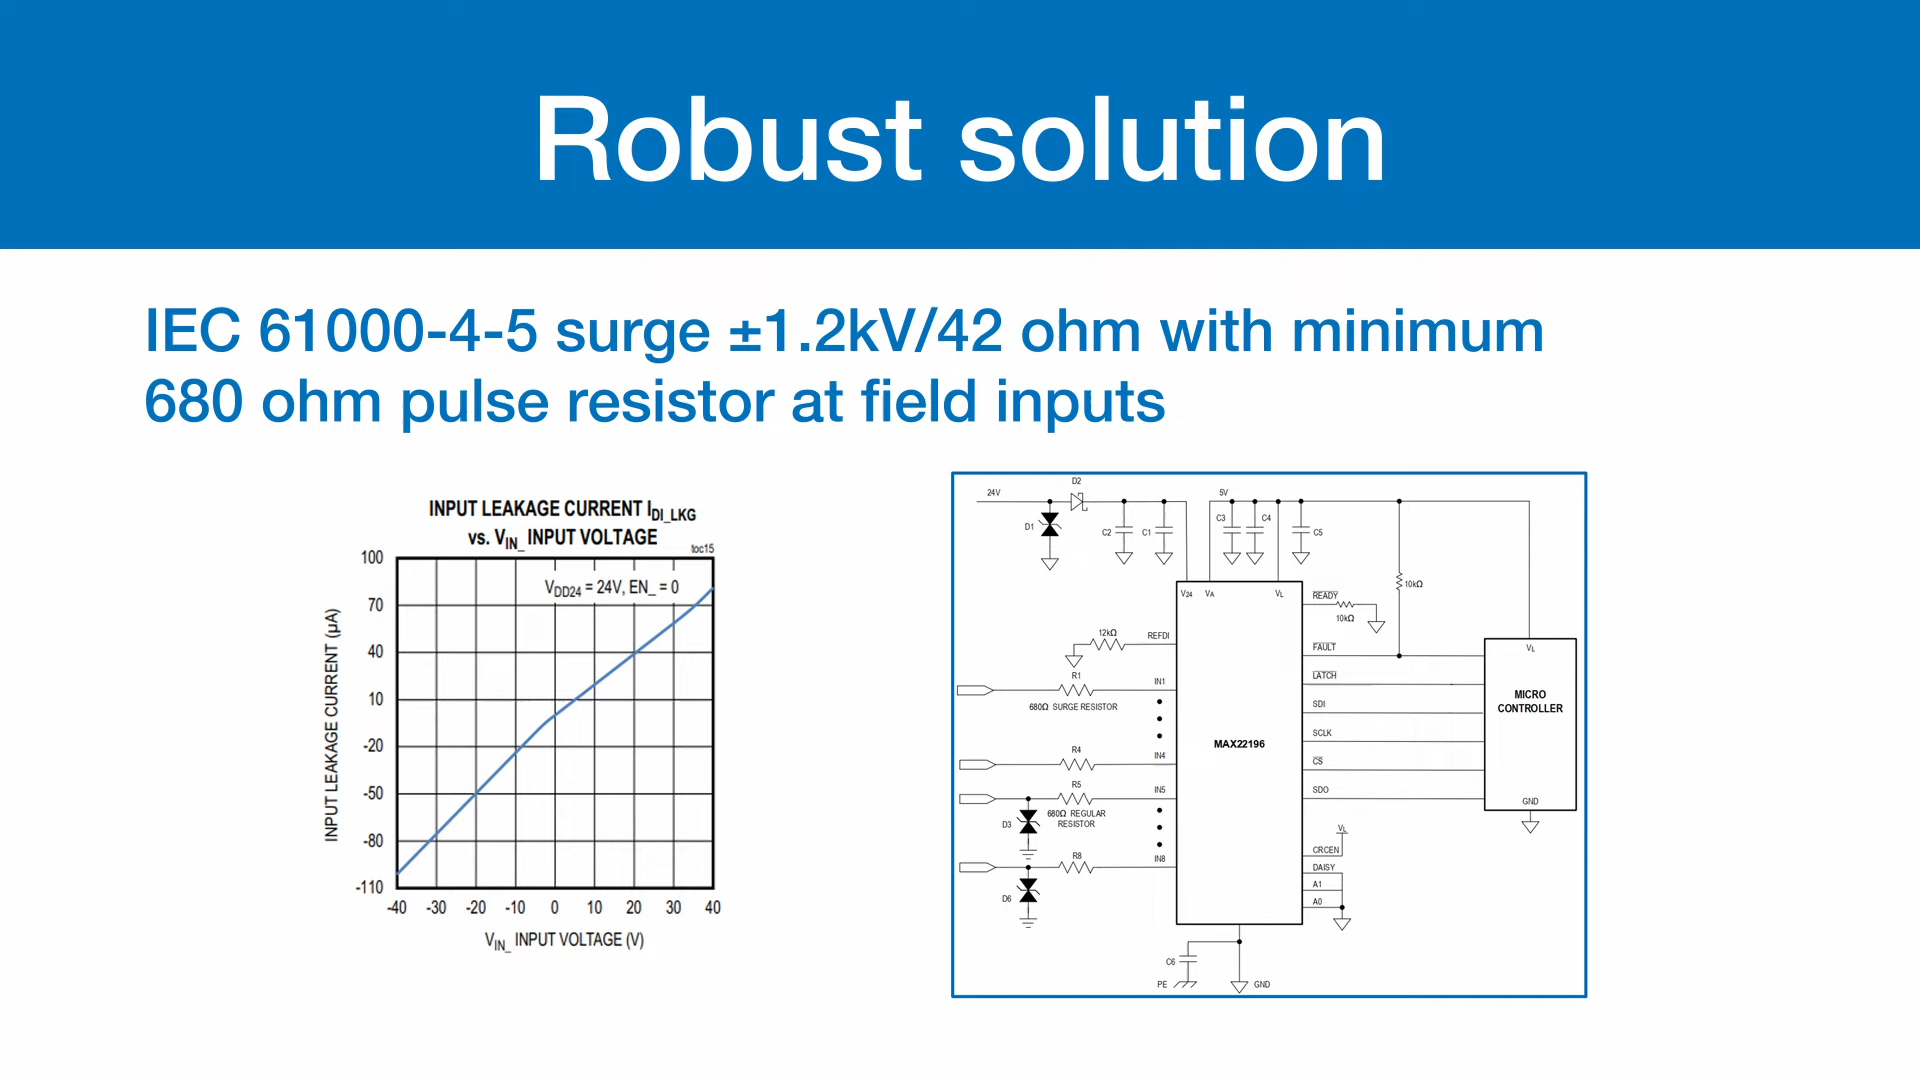 Robust solution
IEC 61000-4-5 surge ±1.2kV/42 ohm with minimum
680 ohm pulse resistor at field inputs
INPUT LEAKAGE CURRENT IDI_LKG
vs. VIN_ INPUT VOLTAGE
toc15
VDD24 = 24V, EN_ = 0
INPUT LEAKAGE CURRENT (µA)
100
70
40
10
-20
-50
-80
-110
-40 -30 -20 -10 0 10 20 30 40
VIN_ INPUT VOLTAGE (V)
24V
D2
D1
C2
C1
5V
C3
C4
C5
10kΩ
V24
VA
VL
READY
10kΩ
12kΩ
REFDI
FAULT
LATCH
SDI
SCLK
CS
SDO
R1
IN1
680Ω SURGE RESISTOR
MAX22196
R4
IN4
R5
IN5
D3
680Ω REGULAR
RESISTOR
R8
IN8
D6
VL
MICRO
CONTROLLER
GND
VL
CRCEN
DAISY
A1
A0
C6
PE
GND